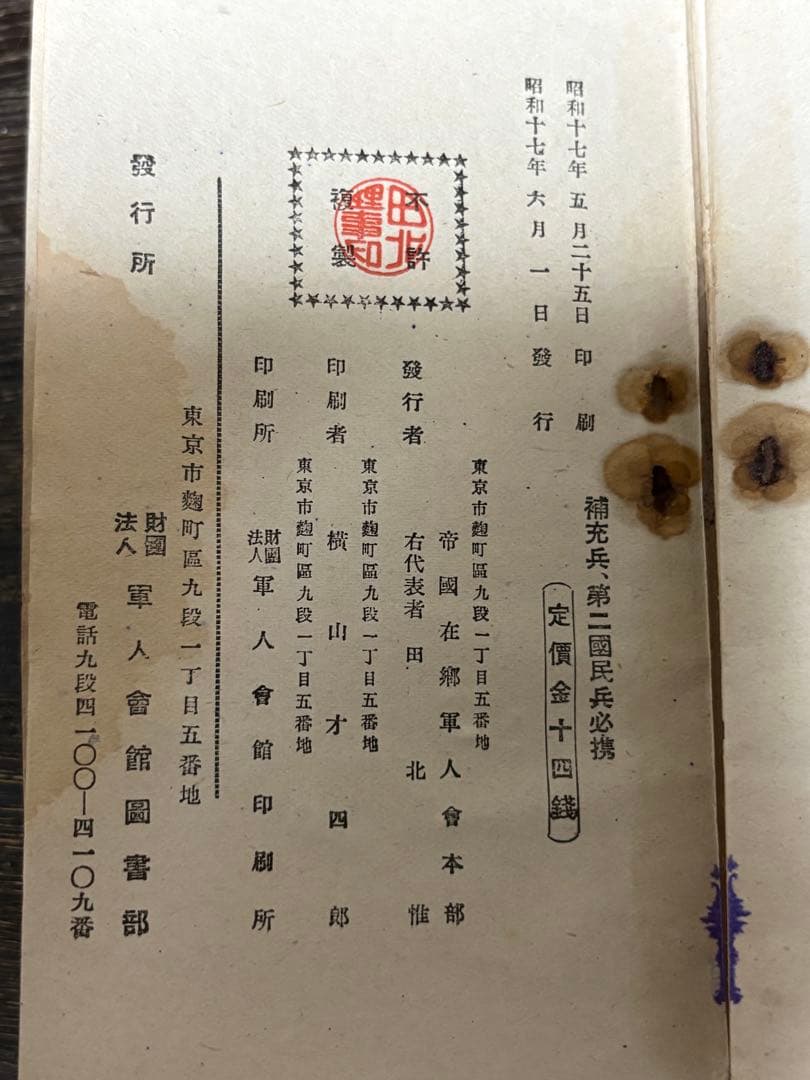 昭和十七年五月二十五日印刷
昭和十七年六月一日發行
補充兵、第二國民兵必携
定價金十四錢
不許
複製
田北
理事印
東京市麴町區九段一丁目五番地
帝國在鄉軍人會本部
發行者
右代表者田北惟
東京市麴町區九段一丁目五番地
印刷者
橫山才四郎
東京市麴町區九段一丁目五番地
印刷所
財團法人軍人會館印刷所
東京市麴町區九段一丁目五番地
發行所
財團法人軍人會館圖書部
電話九段四一〇〇—四一〇九番